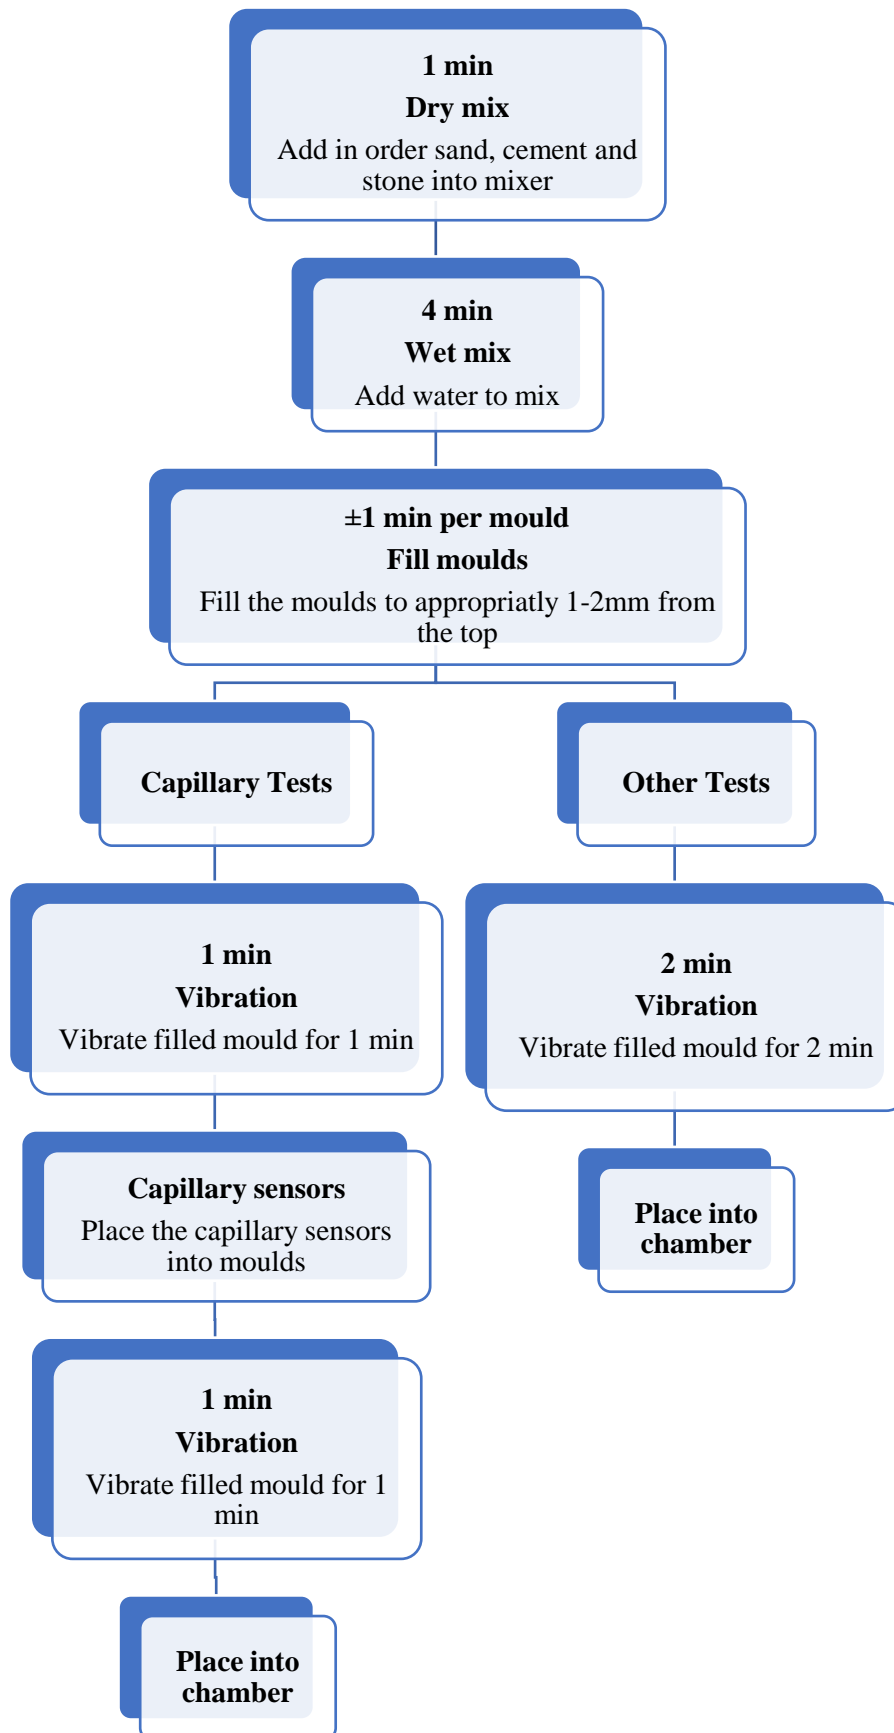 1 min
Dry mix
Add in order sand, cement and
stone into mixer
4 min
Wet mix
Add water to mix
±1 min per mould
Fill moulds
Fill the moulds to appropriatly 1-2mm from
the top
Capillary Tests
Other Tests
1 min
Vibration
Vibrate filled mould for 1 min
2 min
Vibration
Vibrate filled mould for 2 min
Capillary sensors
Place the capillary sensors
into moulds
Place into
chamber
1 min
Vibration
Vibrate filled mould for 1
min
Place into
chamber